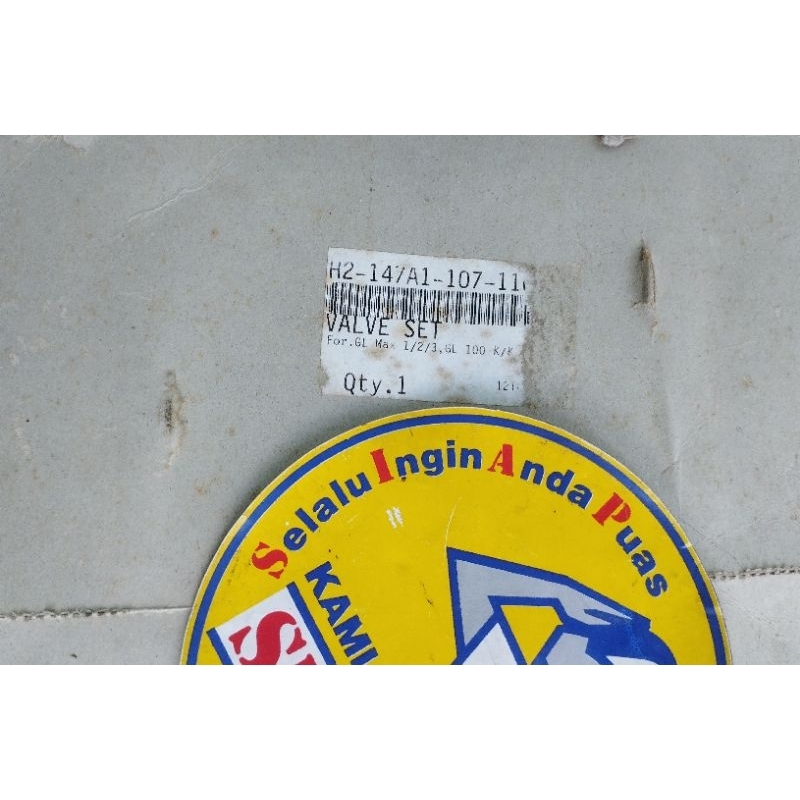 H2-147A1-107-11
VALVE SET
For.GL Max 1/2/3,GL 100 K/
Qty.1
121
Selalu Ingin Anda Puas
KAMI
S